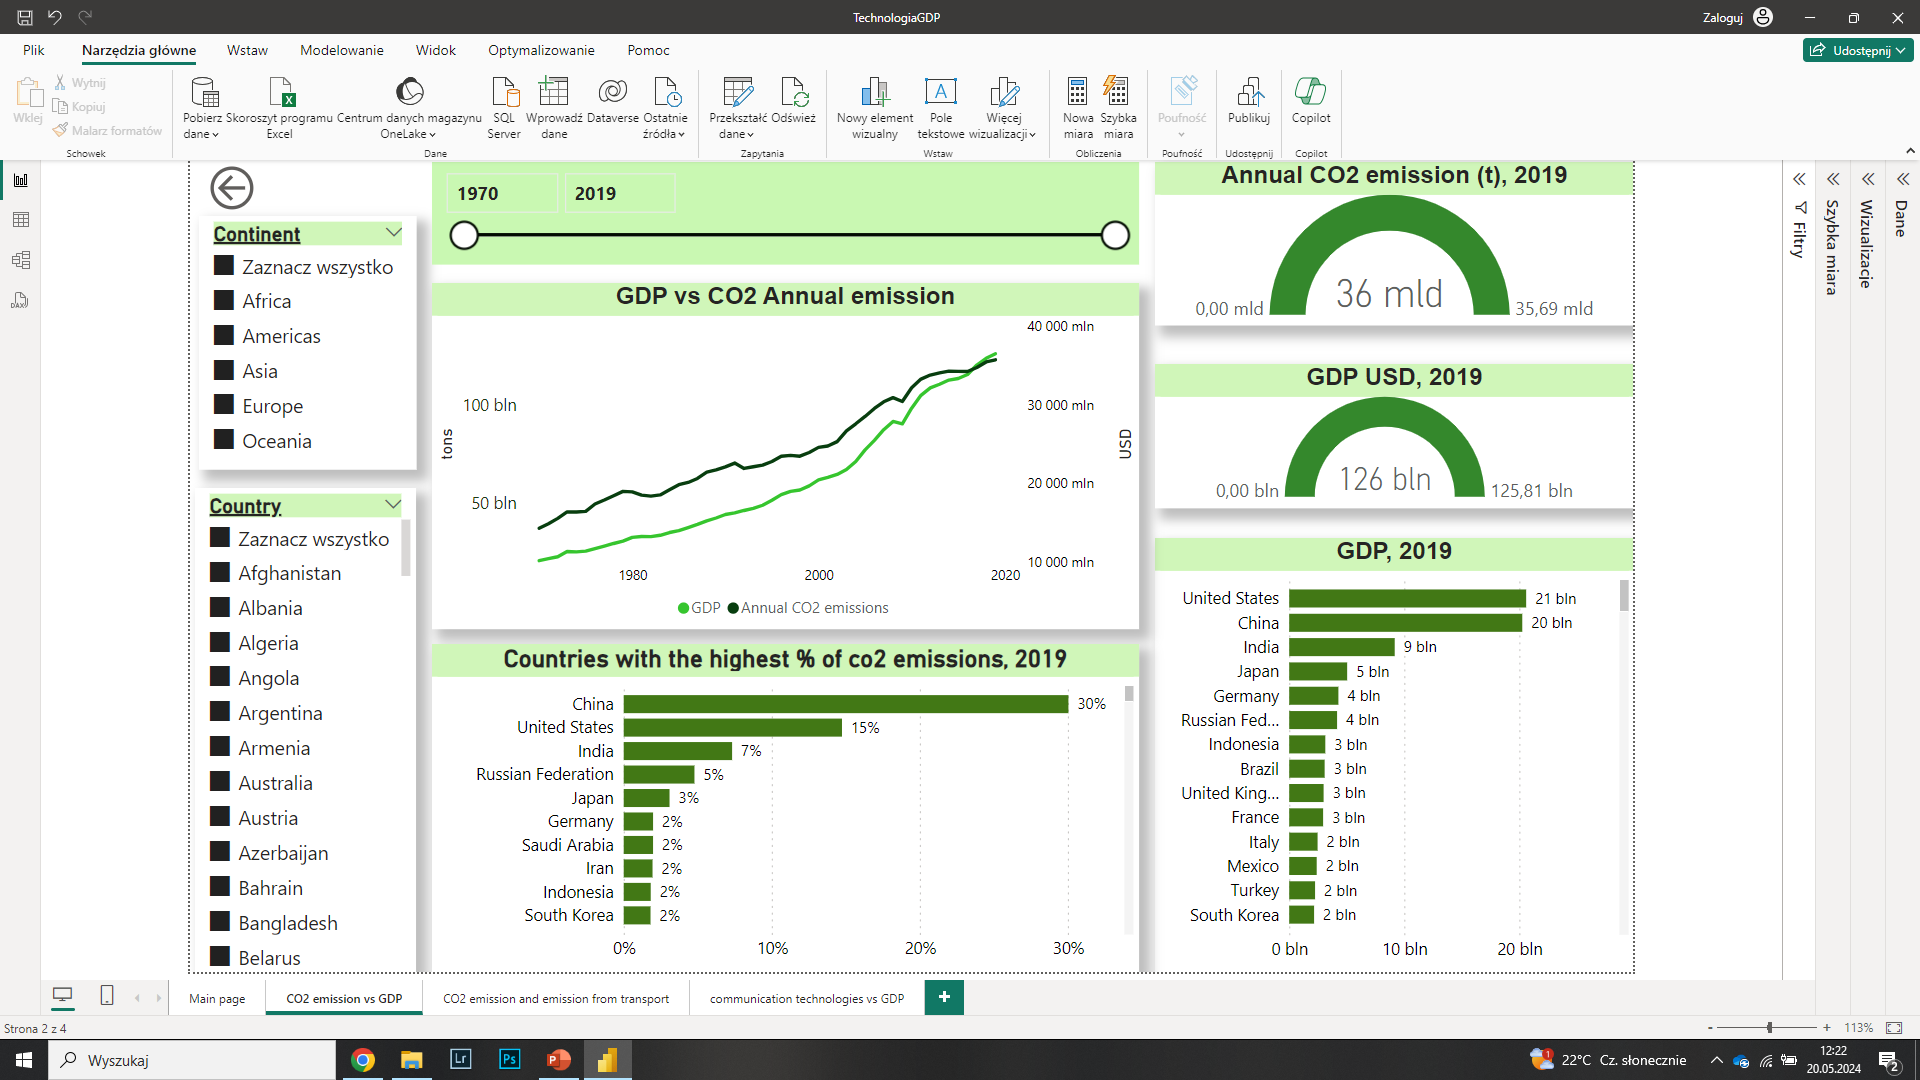 TechnologiaGDP
Zaloguj
Plik
Narzędzia główne
Wstaw
Modelowanie
Widok
Optymalizowanie
Pomoc
Udostępnij
Wklej
Wytnij
Kopiuj
Malarz formatów
Schowek
Pobierz dane
Skoroszyt programu Excel
Centrum danych magazynu OneLake
SQL Server
Wprowadź dane
Dataverse
Ostatnie źródła
Dane
Przekształć dane
Odśwież
Zapytania
Nowy element wizualny
Pole tekstowe
Więcej wizualizacji
Wstaw
Nowa miara
Szybka miara
Obliczenia
Poufność
Poufność
Publikuj
Udostępnij
Copilot
Copilot
DAX
Continent
Zaznacz wszystko
Africa
Americas
Asia
Europe
Oceania
Country
Zaznacz wszystko
Afghanistan
Albania
Algeria
Angola
Argentina
Armenia
Australia
Austria
Azerbaijan
Bahrain
Bangladesh
Belarus
1970
2019
GDP vs CO2 Annual emission
tons
100 bln
50 bln
40 000 mln
30 000 mln
20 000 mln
10 000 mln
USD
1980
2000
2020
GDP
Annual CO2 emissions
Countries with the highest % of co2 emissions, 2019
China 30%
United States 15%
India 7%
Russian Federation 5%
Japan 3%
Germany 2%
Saudi Arabia 2%
Iran 2%
Indonesia 2%
South Korea 2%
0% 10% 20% 30%
Annual CO2 emission (t), 2019
36 mld
0,00 mld
35,69 mld
GDP USD, 2019
126 bln
0,00 bln
125,81 bln
GDP, 2019
United States 21 bln
China 20 bln
India 9 bln
Japan 5 bln
Germany 4 bln
Russian Fed... 4 bln
Indonesia 3 bln
Brazil 3 bln
United King... 3 bln
France 3 bln
Italy 2 bln
Mexico 2 bln
Turkey 2 bln
South Korea 2 bln
0 bln 10 bln 20 bln
Filtry
Szybka miara
Wizualizacje
Dane
Main page
CO2 emission vs GDP
CO2 emission and emission from transport
communication technologies vs GDP
+
Strona 2 z 4
- + 113%
Wyszukaj
Lr
Ps
P
1
22°C Cz. słonecznie
12:22
20.05.2024
2